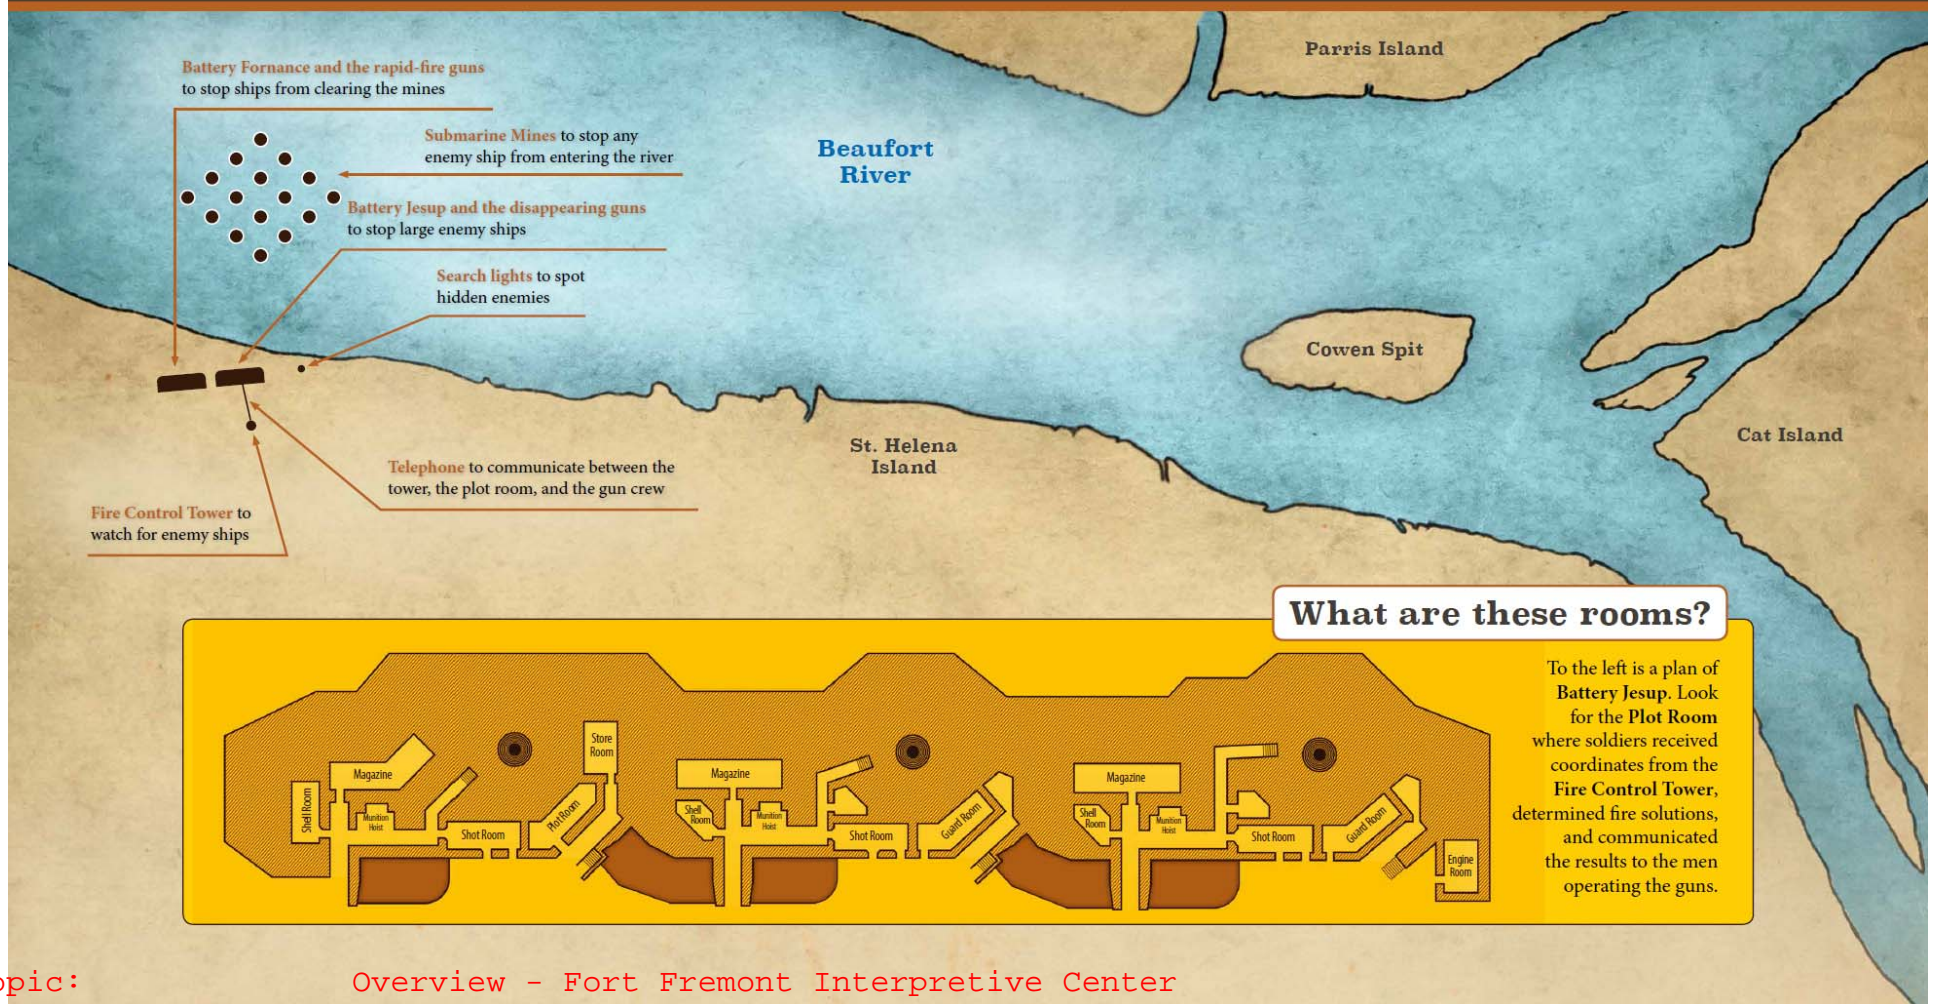 Parris Island
Battery Fornance and the rapid-fire guns
to stop ships from clearing the mines
Submarine Mines to stop any
enemy ship from entering the river
Beaufort
River
Battery Jesup and the disappearing guns
to stop large enemy ships
Search lights to spot
hidden enemies
Cowen Spit
Cat Island
St. Helena
Island
Telephone to communicate between the
tower, the plot room, and the gun crew
Fire Control Tower to
watch for enemy ships
What are these rooms?
To the left is a plan of
Battery Jesup. Look
for the Plot Room
where soldiers received
coordinates from the
Fire Control Tower,
determined fire solutions,
and communicated
the results to the men
operating the guns.
Shell Room
Magazine
Munition
Hoist
Shot Room
Plot Room
Store
Room
Magazine
Shell
Room
Munition
Hoist
Shot Room
Guard Room
Magazine
Shell
Room
Munition
Hoist
Shot Room
Guard Room
Engine
Room
opic: Overview - Fort Fremont Interpretive Center